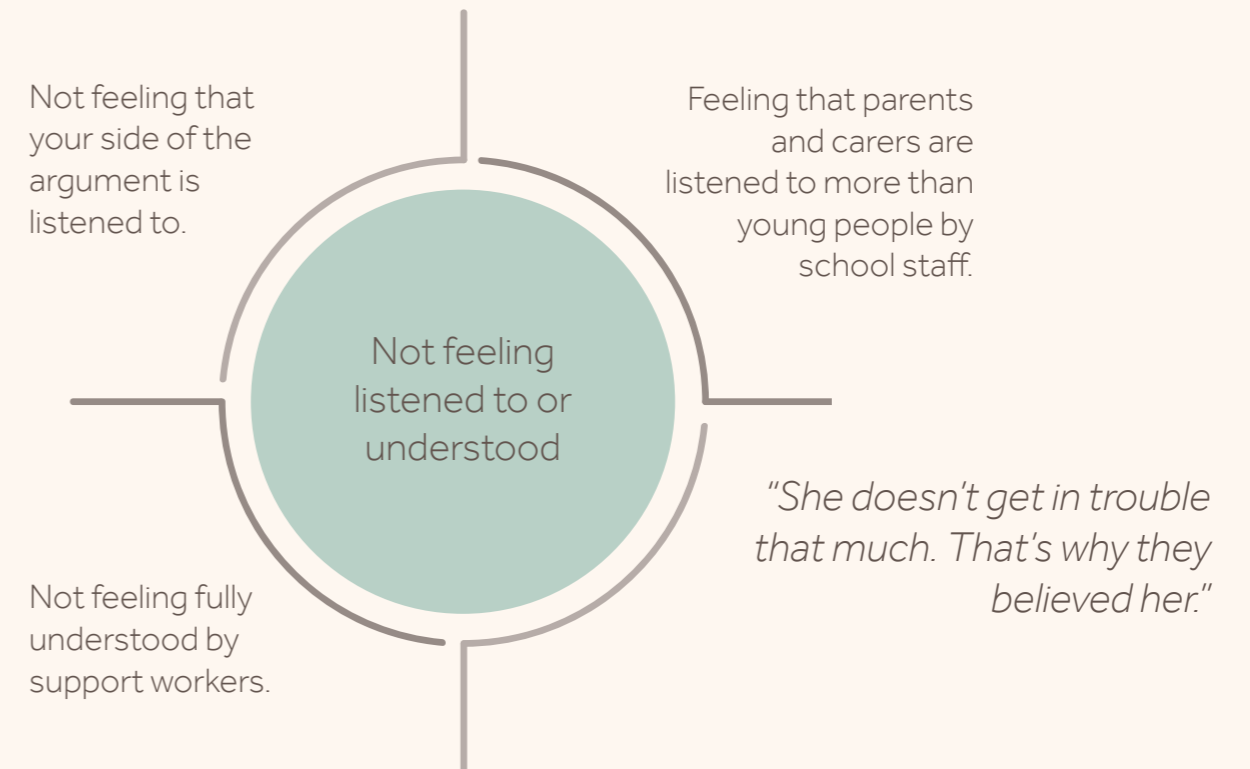 Not feeling that
your side of the
argument is
listened to.
Feeling that parents
and carers are
listened to more than
young people by
school staff.
Not feeling
listened to or
understood
"She doesn't get in trouble
that much. That's why they
believed her."
Not feeling fully
understood by
support workers.